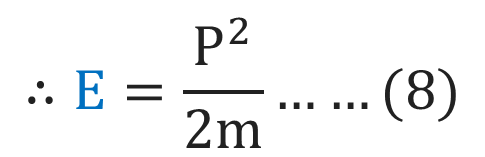 ∴ E = P²/2m … … (8)